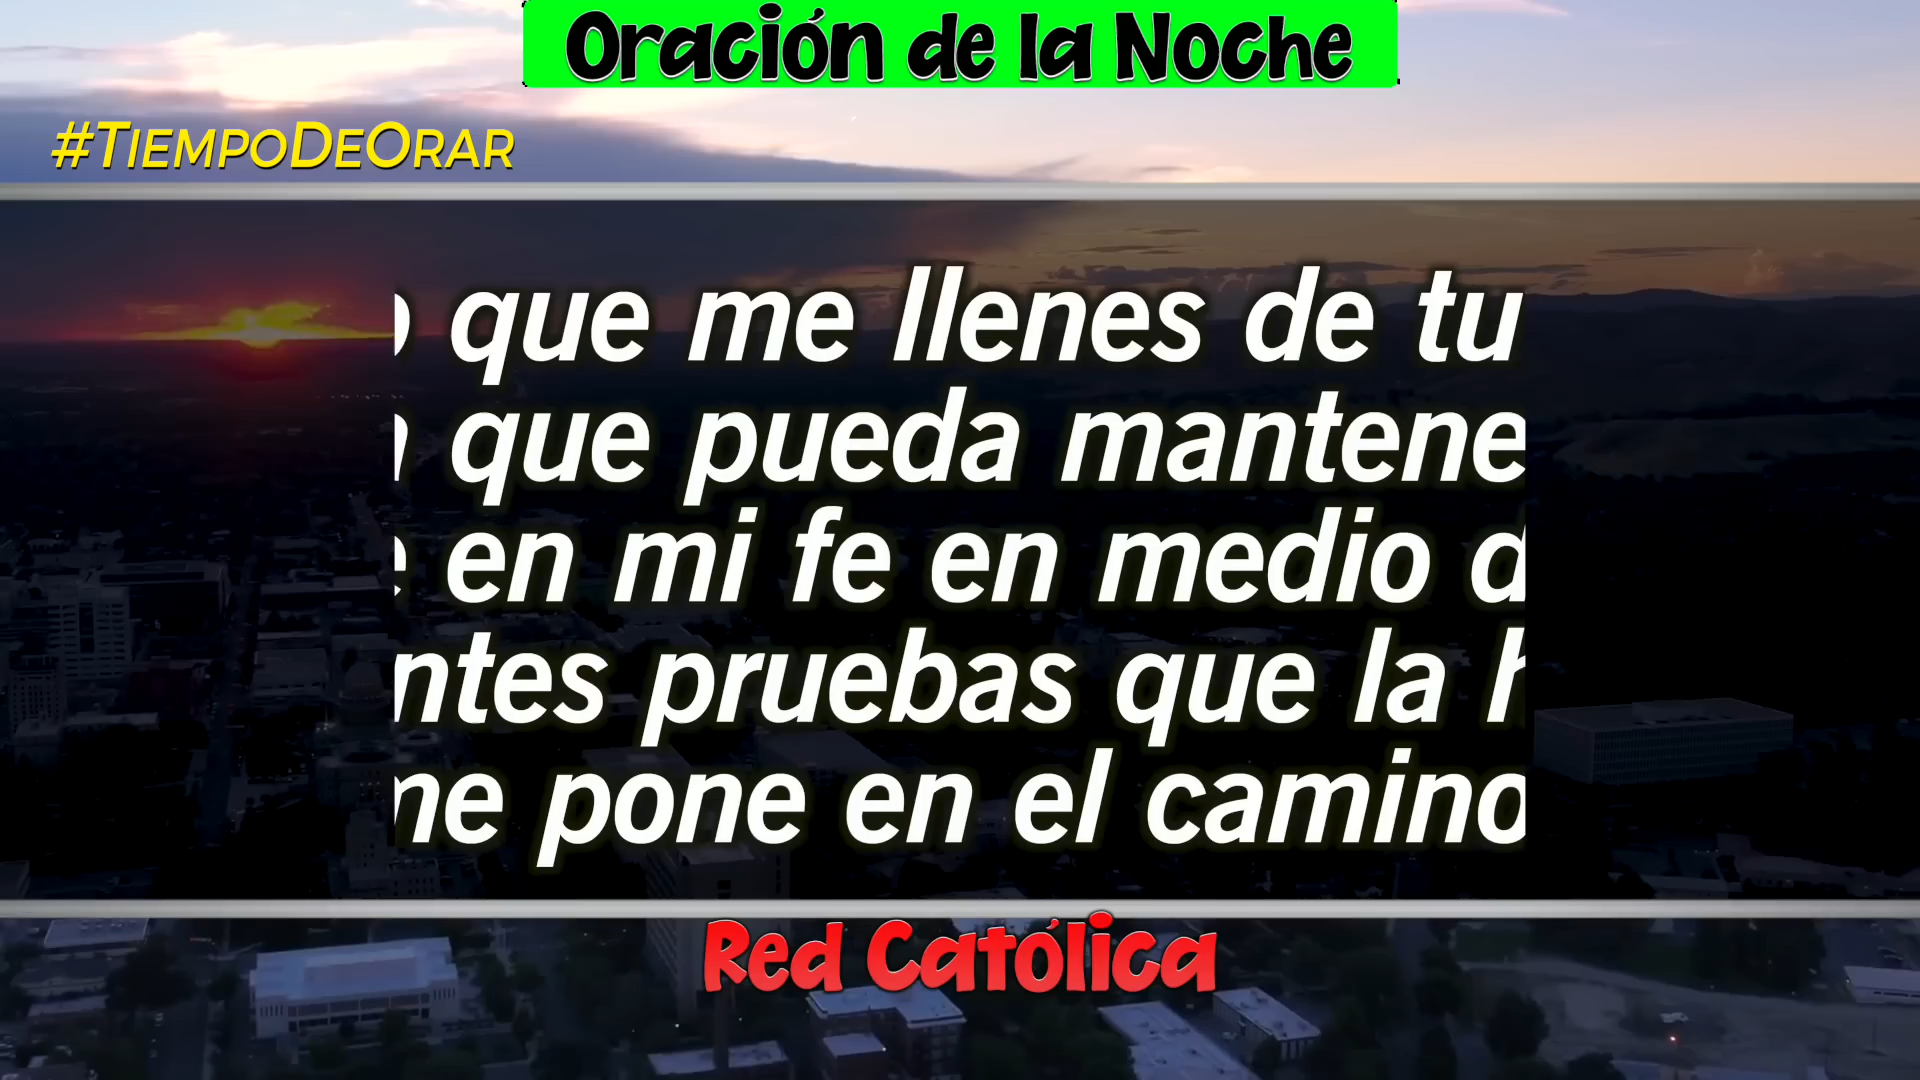 Oración de la Noche
#TIEMPODEORAR
que me llenes de tu
que pueda mantene
en mi fe en medio d
ntes pruebas que la h
me pone en el camino
Red Católica